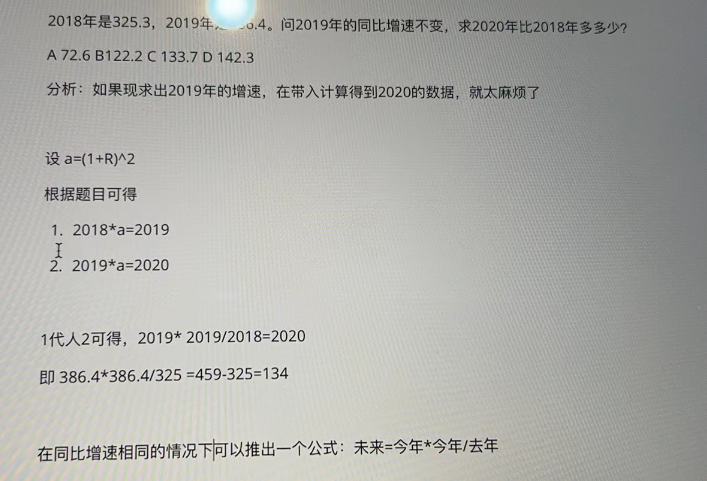 2018年是325.3，2019年 .4。问2019年的同比增速不变，求2020年比2018年多多少？
A 72.6 B122.2 C 133.7 D 142.3
分析：如果现求出2019年的增速，在带入计算得到2020的数据，就太麻烦了
设 a=(1+R)^2
根据题目可得
1. 2018*a=2019
2. 2019*a=2020
1代人2可得，2019* 2019/2018=2020
即 386.4*386.4/325 =459-325=134
在同比增速相同的情况下可以推出一个公式：未来=今年*今年/去年